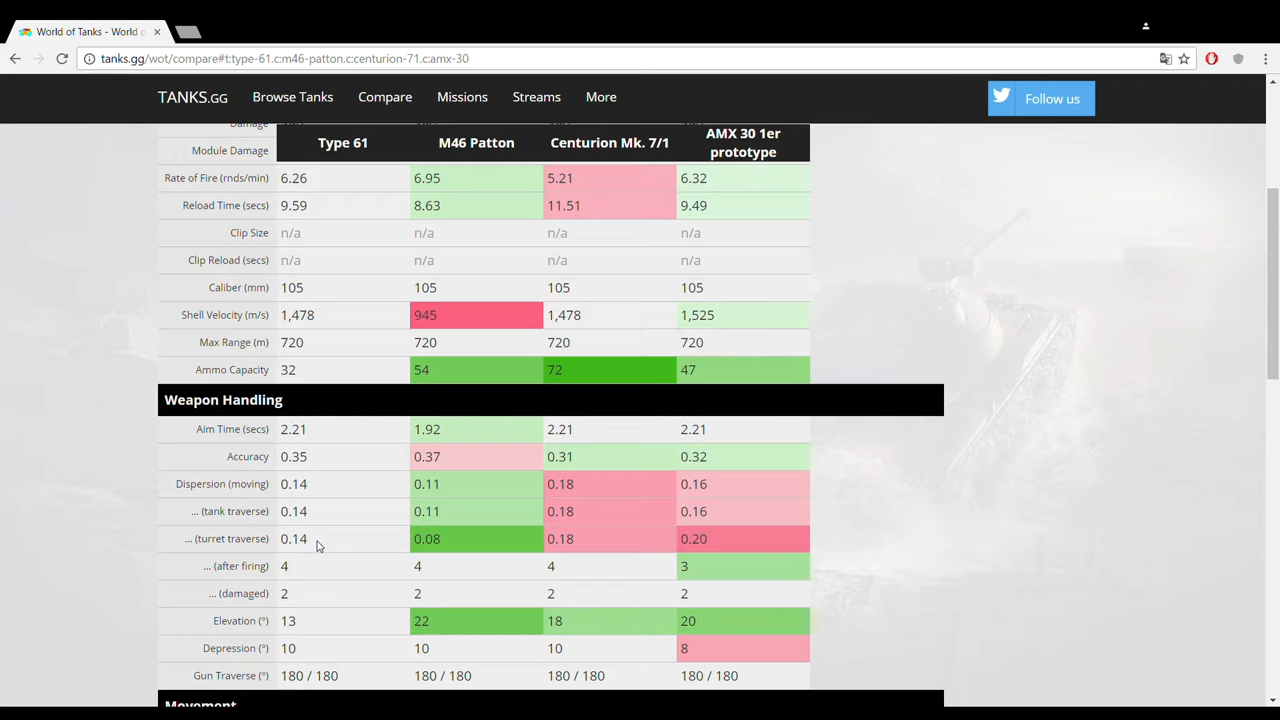 World of Tanks - World o
tanks.gg/wot/compare#t:type-61.c:m46-patton.c:centurion-71.c:amx-30
TANKS.GG Browse Tanks Compare Missions Streams More Follow us
Damage
Module Damage Type 61 M46 Patton Centurion Mk. 7/1 AMX 30 1er prototype
Rate of Fire (rnds/min) 6.26 6.95 5.21 6.32
Reload Time (secs) 9.59 8.63 11.51 9.49
Clip Size n/a n/a n/a n/a
Clip Reload (secs) n/a n/a n/a n/a
Caliber (mm) 105 105 105 105
Shell Velocity (m/s) 1,478 945 1,478 1,525
Max Range (m) 720 720 720 720
Ammo Capacity 32 54 72 47
Weapon Handling
Aim Time (secs) 2.21 1.92 2.21 2.21
Accuracy 0.35 0.37 0.31 0.32
Dispersion (moving) 0.14 0.11 0.18 0.16
... (tank traverse) 0.14 0.11 0.18 0.16
... (turret traverse) 0.14 0.08 0.18 0.20
... (after firing) 4 4 4 3
... (damaged) 2 2 2 2
Elevation (°) 13 22 18 20
Depression (°) 10 10 10 8
Gun Traverse (°) 180 / 180 180 / 180 180 / 180 180 / 180
Movement